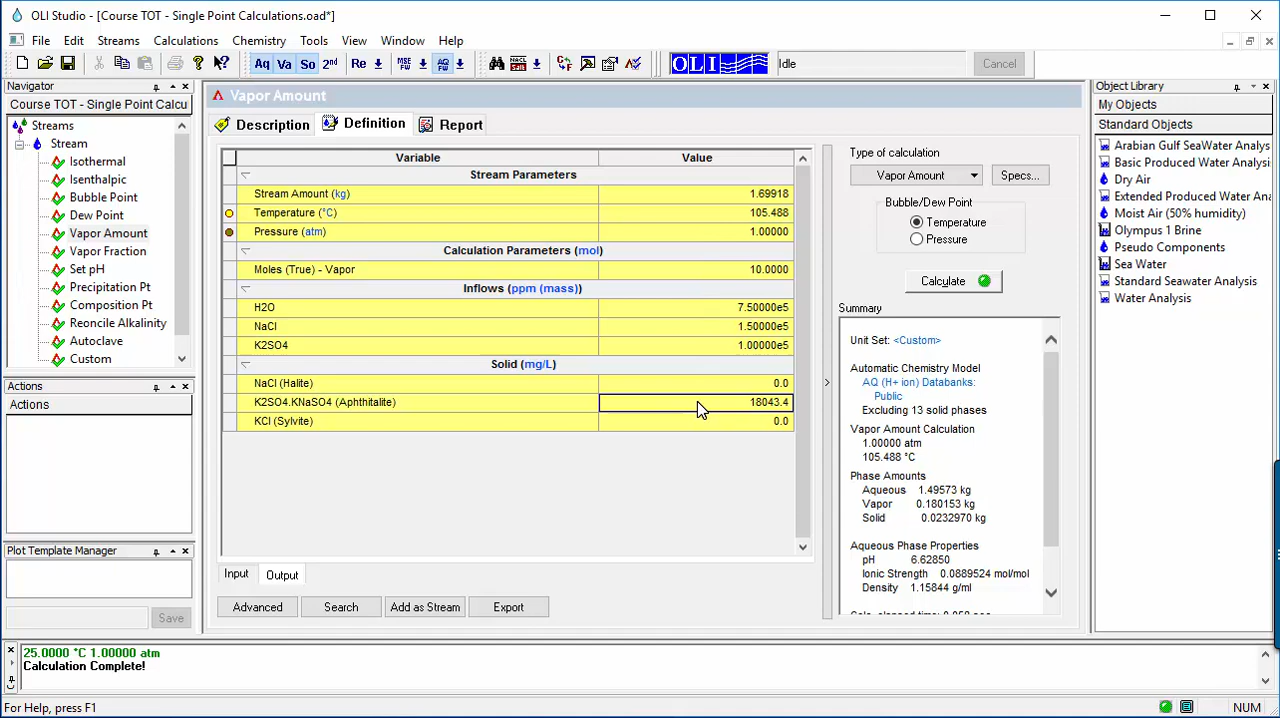 OLI Studio - [Course TOT - Single Point Calculations.oad*]
File Edit Streams Calculations Chemistry Tools View Window Help
Aq Va So 2nd Re MSE FW AQ FW OLI Idle Cancel
Navigator
Course TOT - Single Point Calcu
Streams
Stream
Isothermal
Isenthalpic
Bubble Point
Dew Point
Vapor Amount
Vapor Fraction
Set pH
Precipitation Pt
Composition Pt
Reconcile Alkalinity
Autoclave
Custom
Actions
Actions
Plot Template Manager
Save
Vapor Amount
Description Definition Report
Variable Value
Stream Parameters
Stream Amount (kg) 1.69918
Temperature (°C) 105.488
Pressure (atm) 1.00000
Calculation Parameters (mol)
Moles (True) - Vapor 10.0000
Inflows (ppm (mass))
H2O 7.50000e5
NaCl 1.50000e5
K2SO4 1.00000e5
Solid (mg/L)
NaCl (Halite) 0.0
K2SO4.KNaSO4 (Aphthitalite) 18043.4
KCl (Sylvite) 0.0
Input Output
Advanced Search Add as Stream Export
Type of calculation
Vapor Amount Specs...
Bubble/Dew Point
Temperature
Pressure
Calculate
Summary
Unit Set: <Custom>
Automatic Chemistry Model
AQ (H+ ion) Databanks:
Public
Excluding 13 solid phases
Vapor Amount Calculation
1.00000 atm
105.488 °C
Phase Amounts
Aqueous 1.49573 kg
Vapor 0.180153 kg
Solid 0.0232970 kg
Aqueous Phase Properties
pH 6.62850
Ionic Strength 0.0889524 mol/mol
Density 1.15844 g/ml
Object Library
My Objects
Standard Objects
Arabian Gulf SeaWater Analys
Basic Produced Water Analysi
Dry Air
Extended Produced Water Ana
Moist Air (50% humidity)
Olympus 1 Brine
Pseudo Components
Sea Water
Standard Seawater Analysis
Water Analysis
25.0000 °C 1.00000 atm
Calculation Complete!
For Help, press F1 NUM